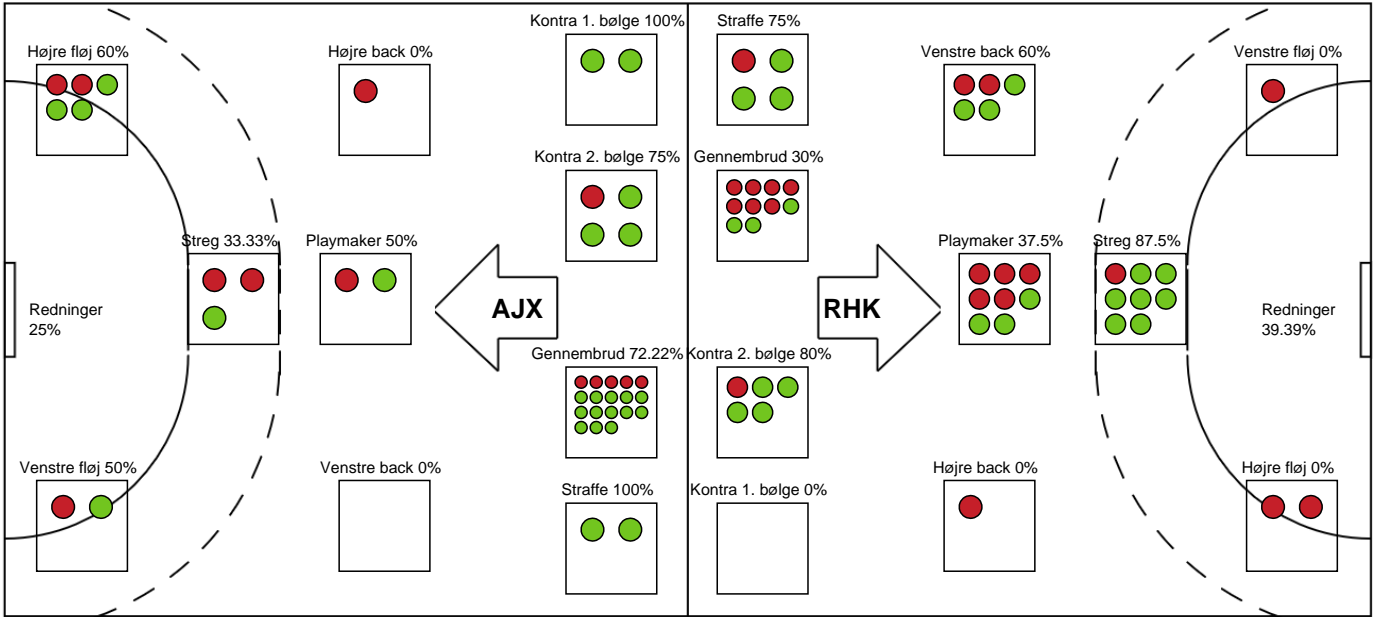 Kontra 1. bølge 100%
Straffe 75%
Højre fløj 60%
Højre back 0%
Venstre back 60%
Venstre fløj 0%
Kontra 2. bølge 75%
Gennembrud 30%
Streg 33.33%
Playmaker 50%
Playmaker 37.5%
Streg 87.5%
Redninger
25%
AJX
RHK
Redninger
39.39%
Gennembrud 72.22%
Kontra 2. bølge 80%
Venstre fløj 50%
Venstre back 0%
Højre back 0%
Højre fløj 0%
Straffe 100%
Kontra 1. bølge 0%